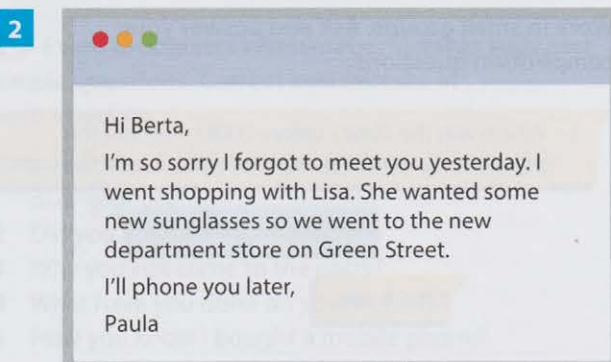 2
Hi Berta,
I'm so sorry I forgot to meet you yesterday. I
went shopping with Lisa. She wanted some
new sunglasses so we went to the new
department store on Green Street.
I'll phone you later,
Paula